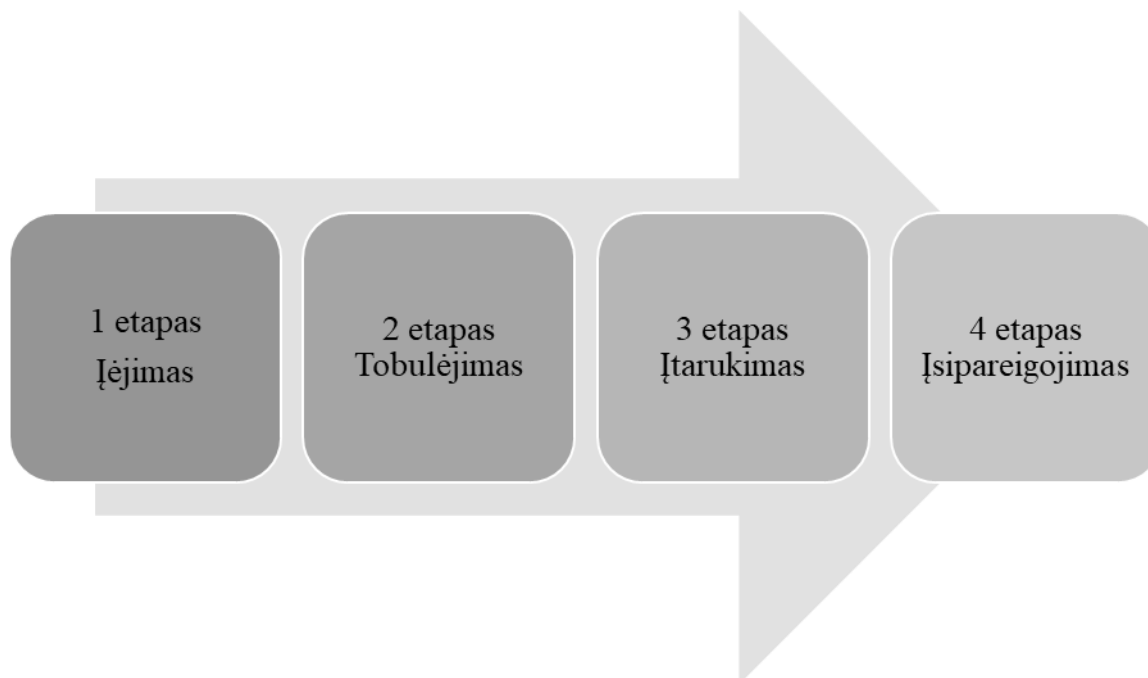 1 etapas
Įėjimas
2 etapas
Tobulėjimas
3 etapas
Įtarukimas
4 etapas
Įsipareigojimas